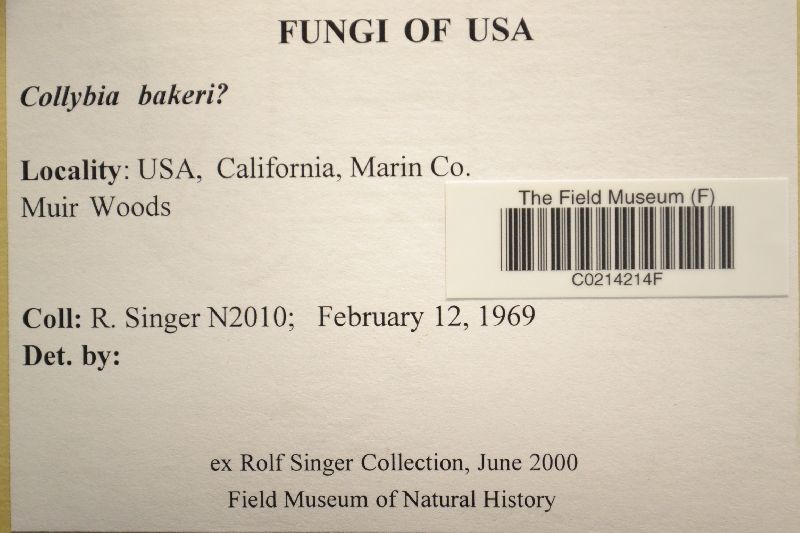 FUNGI OF USA
Collybia bakeri?
Locality: USA, California, Marin Co.
Muir Woods
The Field Museum (F)
C0214214F
Coll: R. Singer N2010; February 12, 1969
Det. by:
ex Rolf Singer Collection, June 2000
Field Museum of Natural History